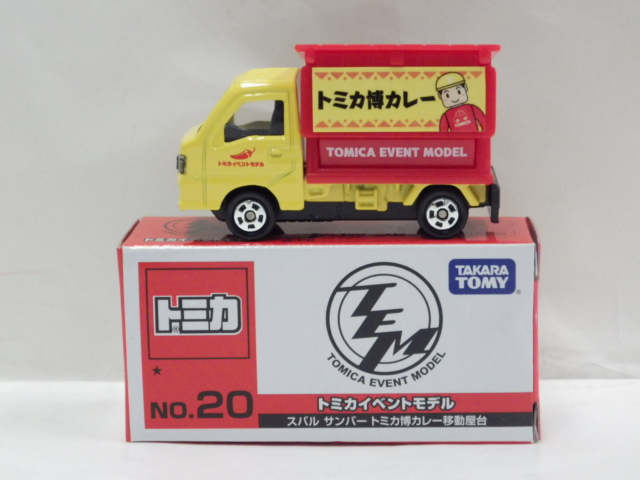 トミカ博カレー
TOMICA EVENT MODEL
トミカイベントモデル
トミカ
TEM
TOMICA EVENT MODEL
TAKARA
TOMY
NO.20
トミカイベントモデル
スバル サンバー トミカ博カレー移動屋台